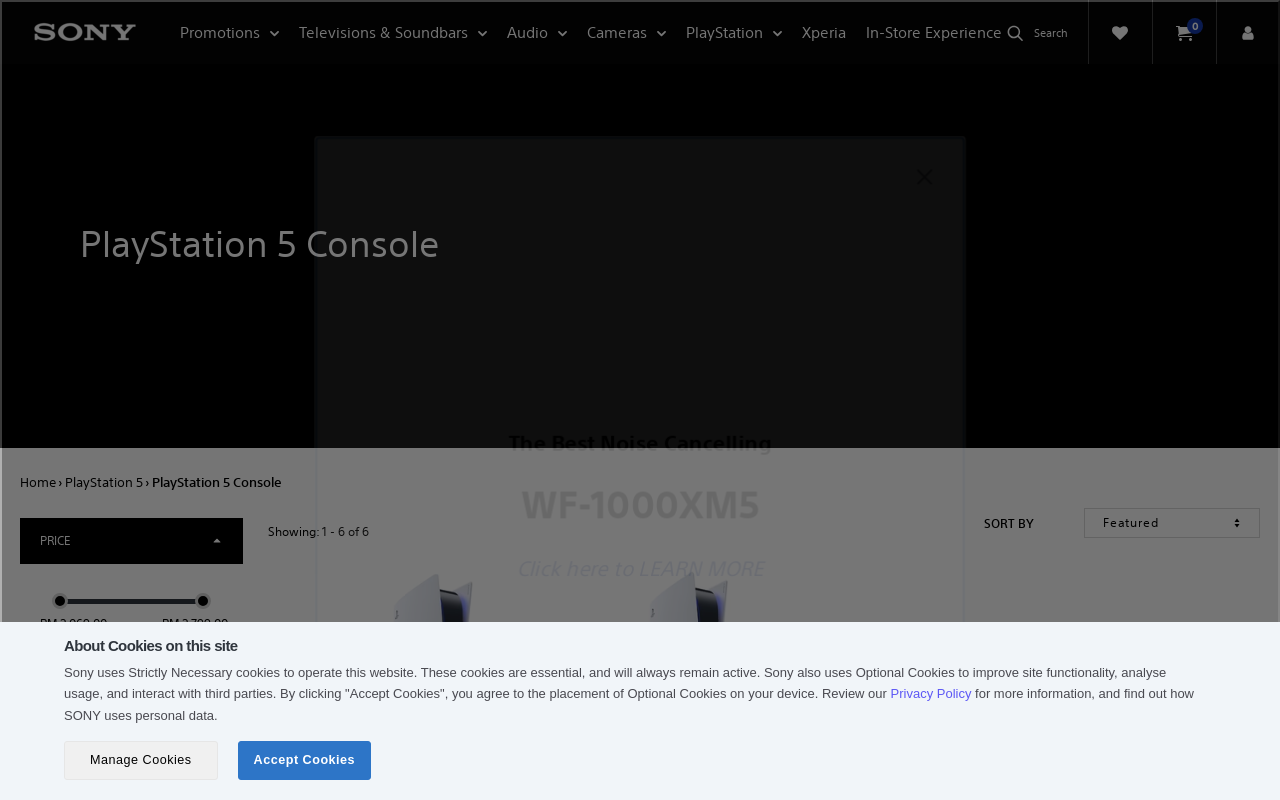 SONY
Promotions
Televisions & Soundbars
Audio
Cameras
PlayStation
Xperia
In-Store Experience
Search
0
PlayStation 5 Console
The Best Noise Cancelling
WF-1000XM5
Click here to LEARN MORE
Home › PlayStation 5 › PlayStation 5 Console
PRICE
Showing: 1 - 6 of 6
SORT BY
Featured
About Cookies on this site
Sony uses Strictly Necessary cookies to operate this website. These cookies are essential, and will always remain active. Sony also uses Optional Cookies to improve site functionality, analyse
usage, and interact with third parties. By clicking "Accept Cookies", you agree to the placement of Optional Cookies on your device. Review our Privacy Policy for more information, and find out how
SONY uses personal data.
Manage Cookies
Accept Cookies